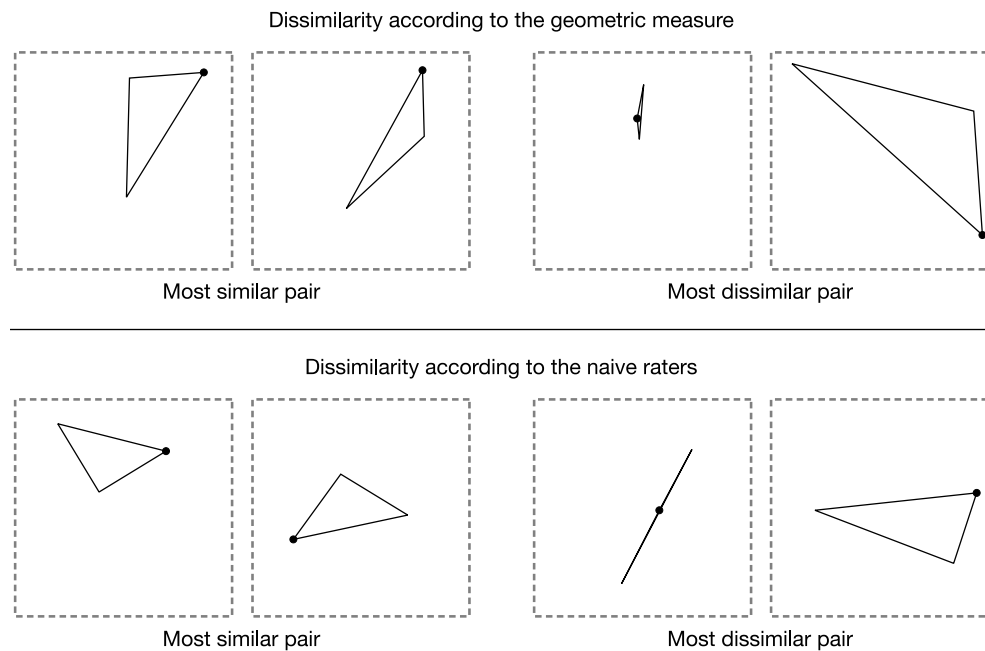 Dissimilarity according to the geometric measure
Most similar pair
Most dissimilar pair
Dissimilarity according to the naive raters
Most similar pair
Most dissimilar pair